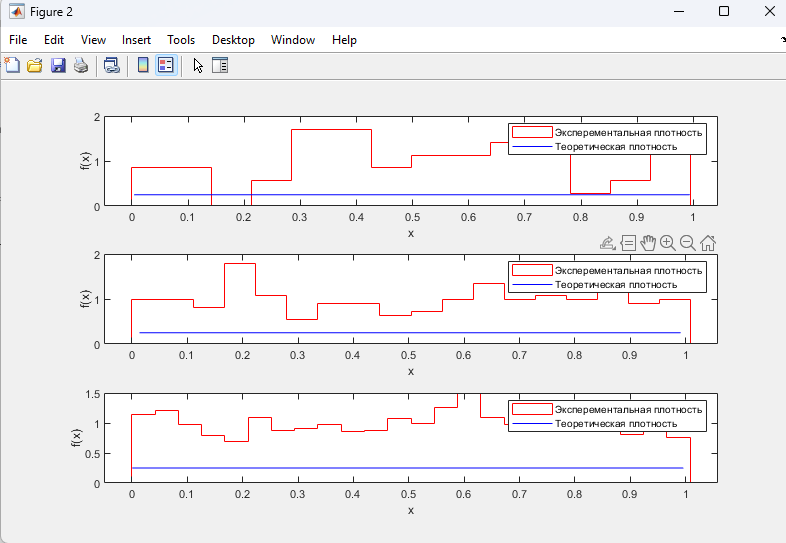 Figure 2
File Edit View Insert Tools Desktop Window Help
2
1
0
f(x)
Эксперементальная плотность
Теоретическая плотность
0 0.1 0.2 0.3 0.4 0.5 0.6 0.7 0.8 0.9 1
x
2
1
0
f(x)
Эксперементальная плотность
Теоретическая плотность
0 0.1 0.2 0.3 0.4 0.5 0.6 0.7 0.8 0.9 1
x
1.5
1
0.5
0
f(x)
Эксперементальная плотность
Теоретическая плотность
0 0.1 0.2 0.3 0.4 0.5 0.6 0.7 0.8 0.9 1
x